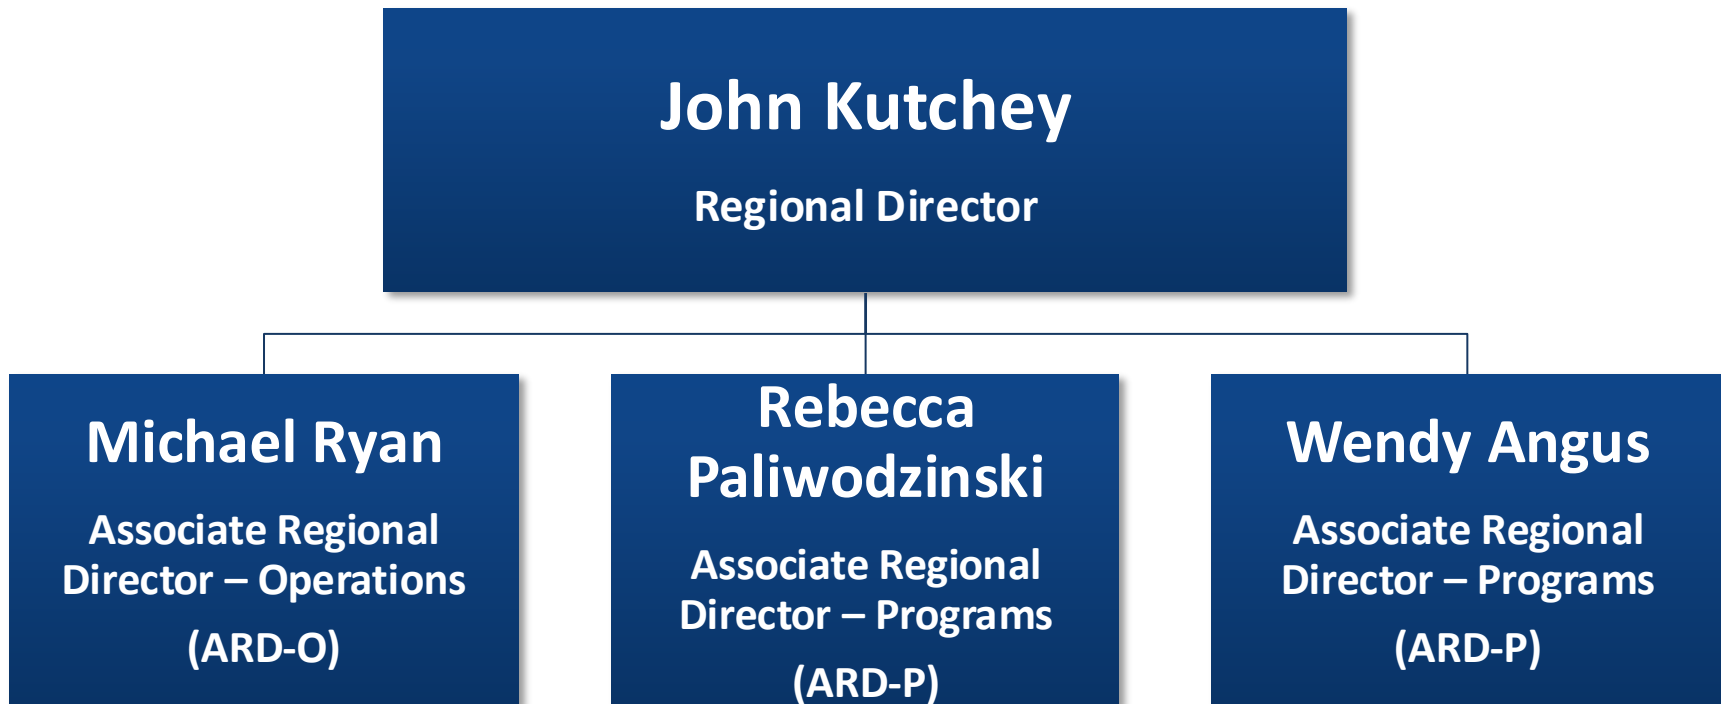 John Kutchey
Regional Director
Michael Ryan
Associate Regional
Director – Operations
(ARD-O)
Rebecca
Paliwodzinski
Associate Regional
Director – Programs
(ARD-P)
Wendy Angus
Associate Regional
Director – Programs
(ARD-P)